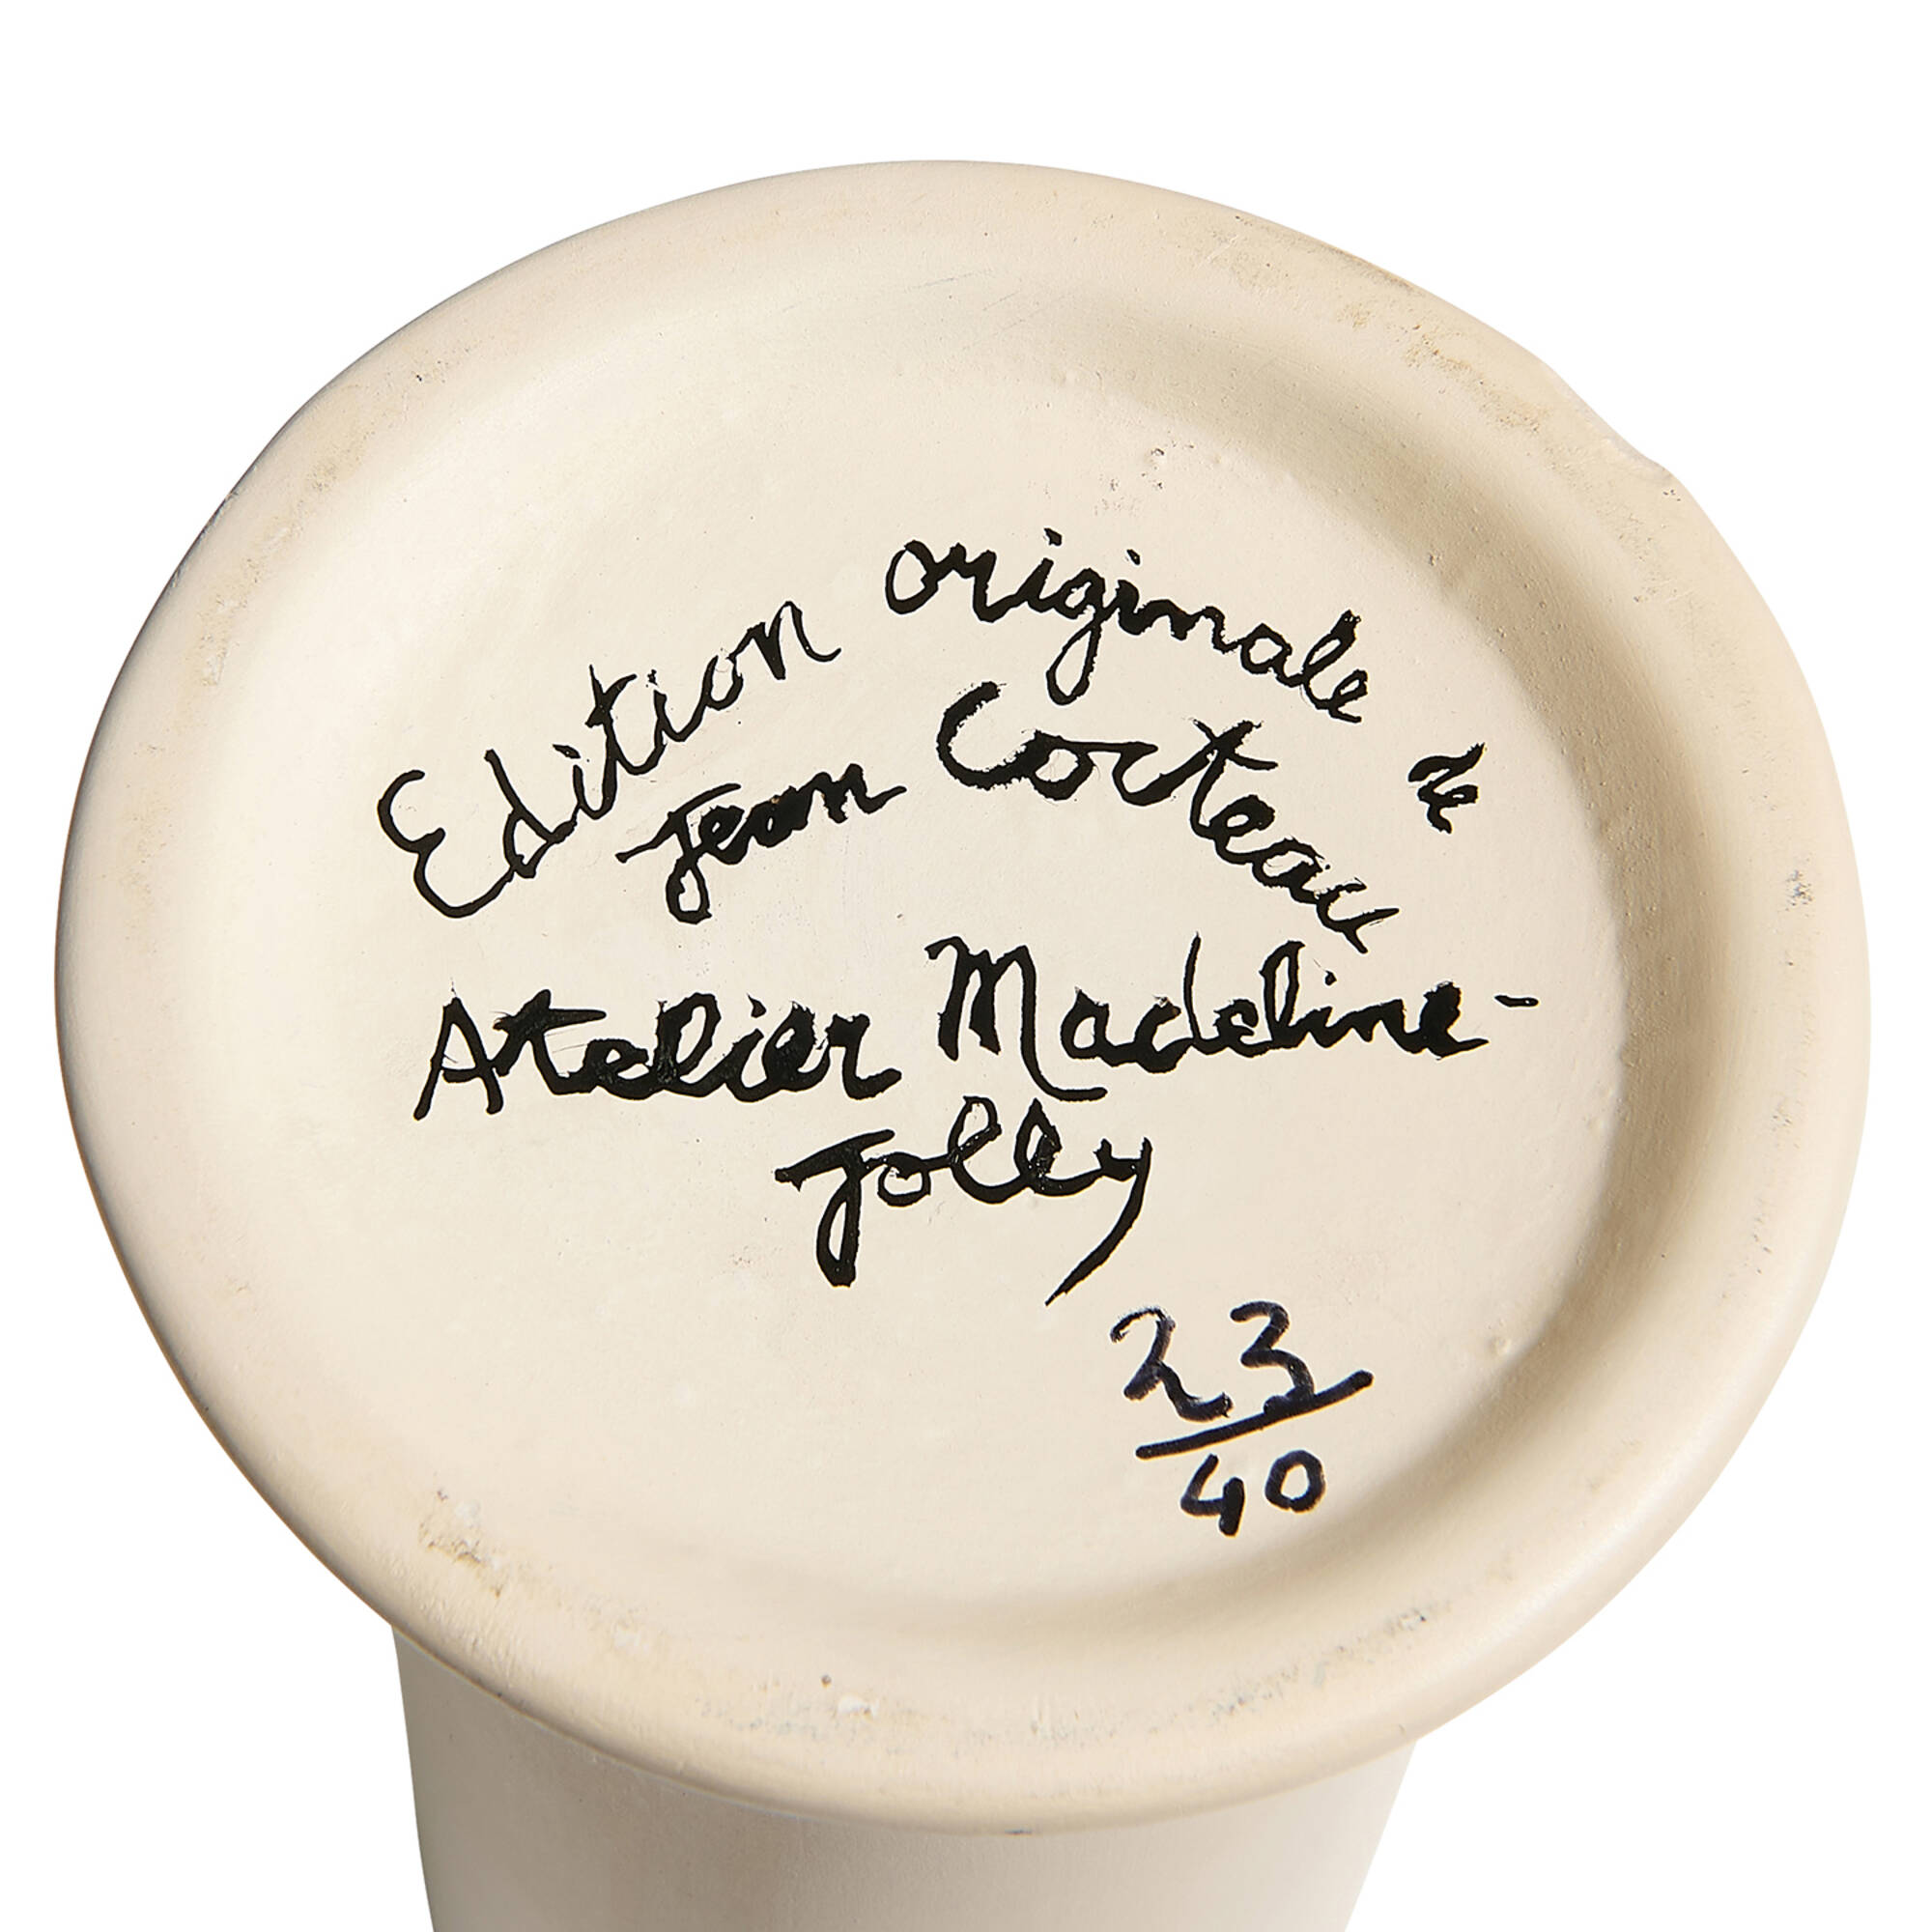 Edition originale de
Jean Cocteau
Atelier Madeline-
Jolly
23
40